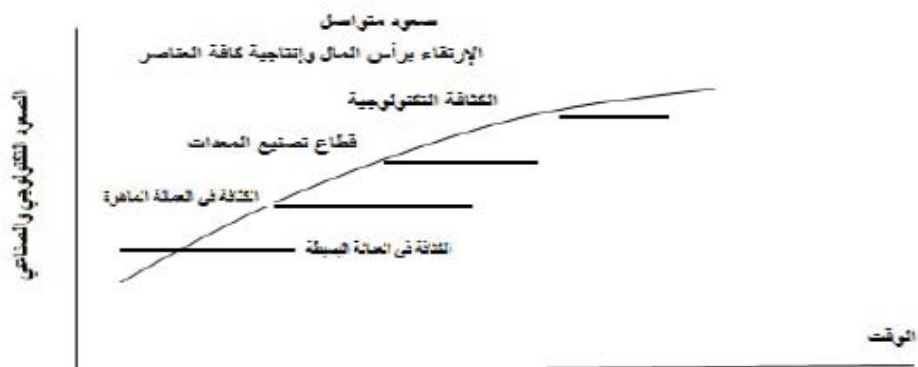 صعود متواصل
الإرتقاء برأس المال وإنتاجية كافة العناصر
الكثافة التكنولوجية
قطاع تصنيع المعدات
الكثافة فى العمالة الماهرة
الكثافة فى العمالة البسيطة
الصعود التكنولوجي والصناعي
الوقت